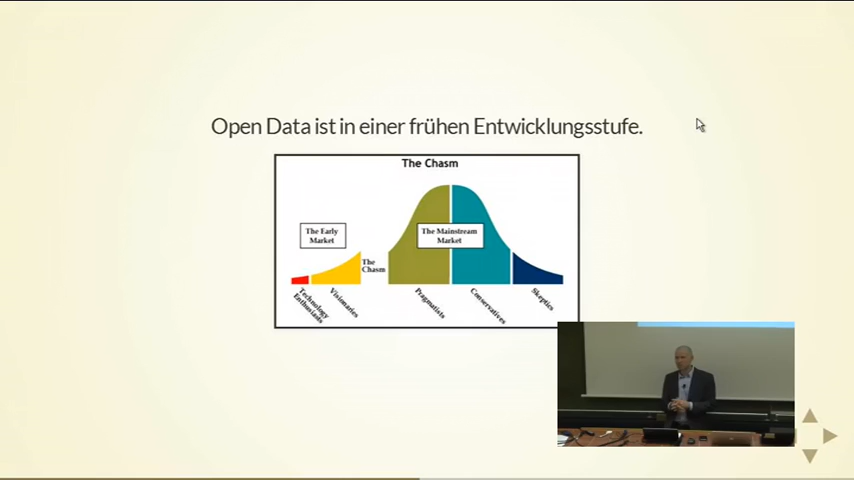 Open Data ist in einer frühen Entwicklungsstufe.
The Chasm
The Early
Market
The
Chasm
The Mainstream
Market
Technology
Enthusiants
Visionaries
Pragmatists
Conservatives
Skeptics